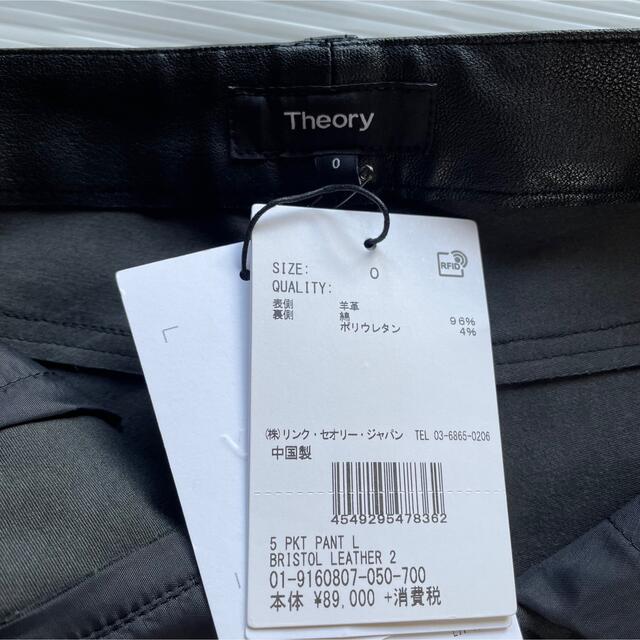 Theory
0
SIZE: 0
RFID
QUALITY:
表側 羊革
裏側 綿 96%
ポリウレタン 4%
(株)リンク・セオリー・ジャパン TEL 03-6865-0206
中国製
4549295478362
5 PKT PANT L
BRISTOL LEATHER 2
01-9160807-050-700
本体 ¥89,000 +消費税